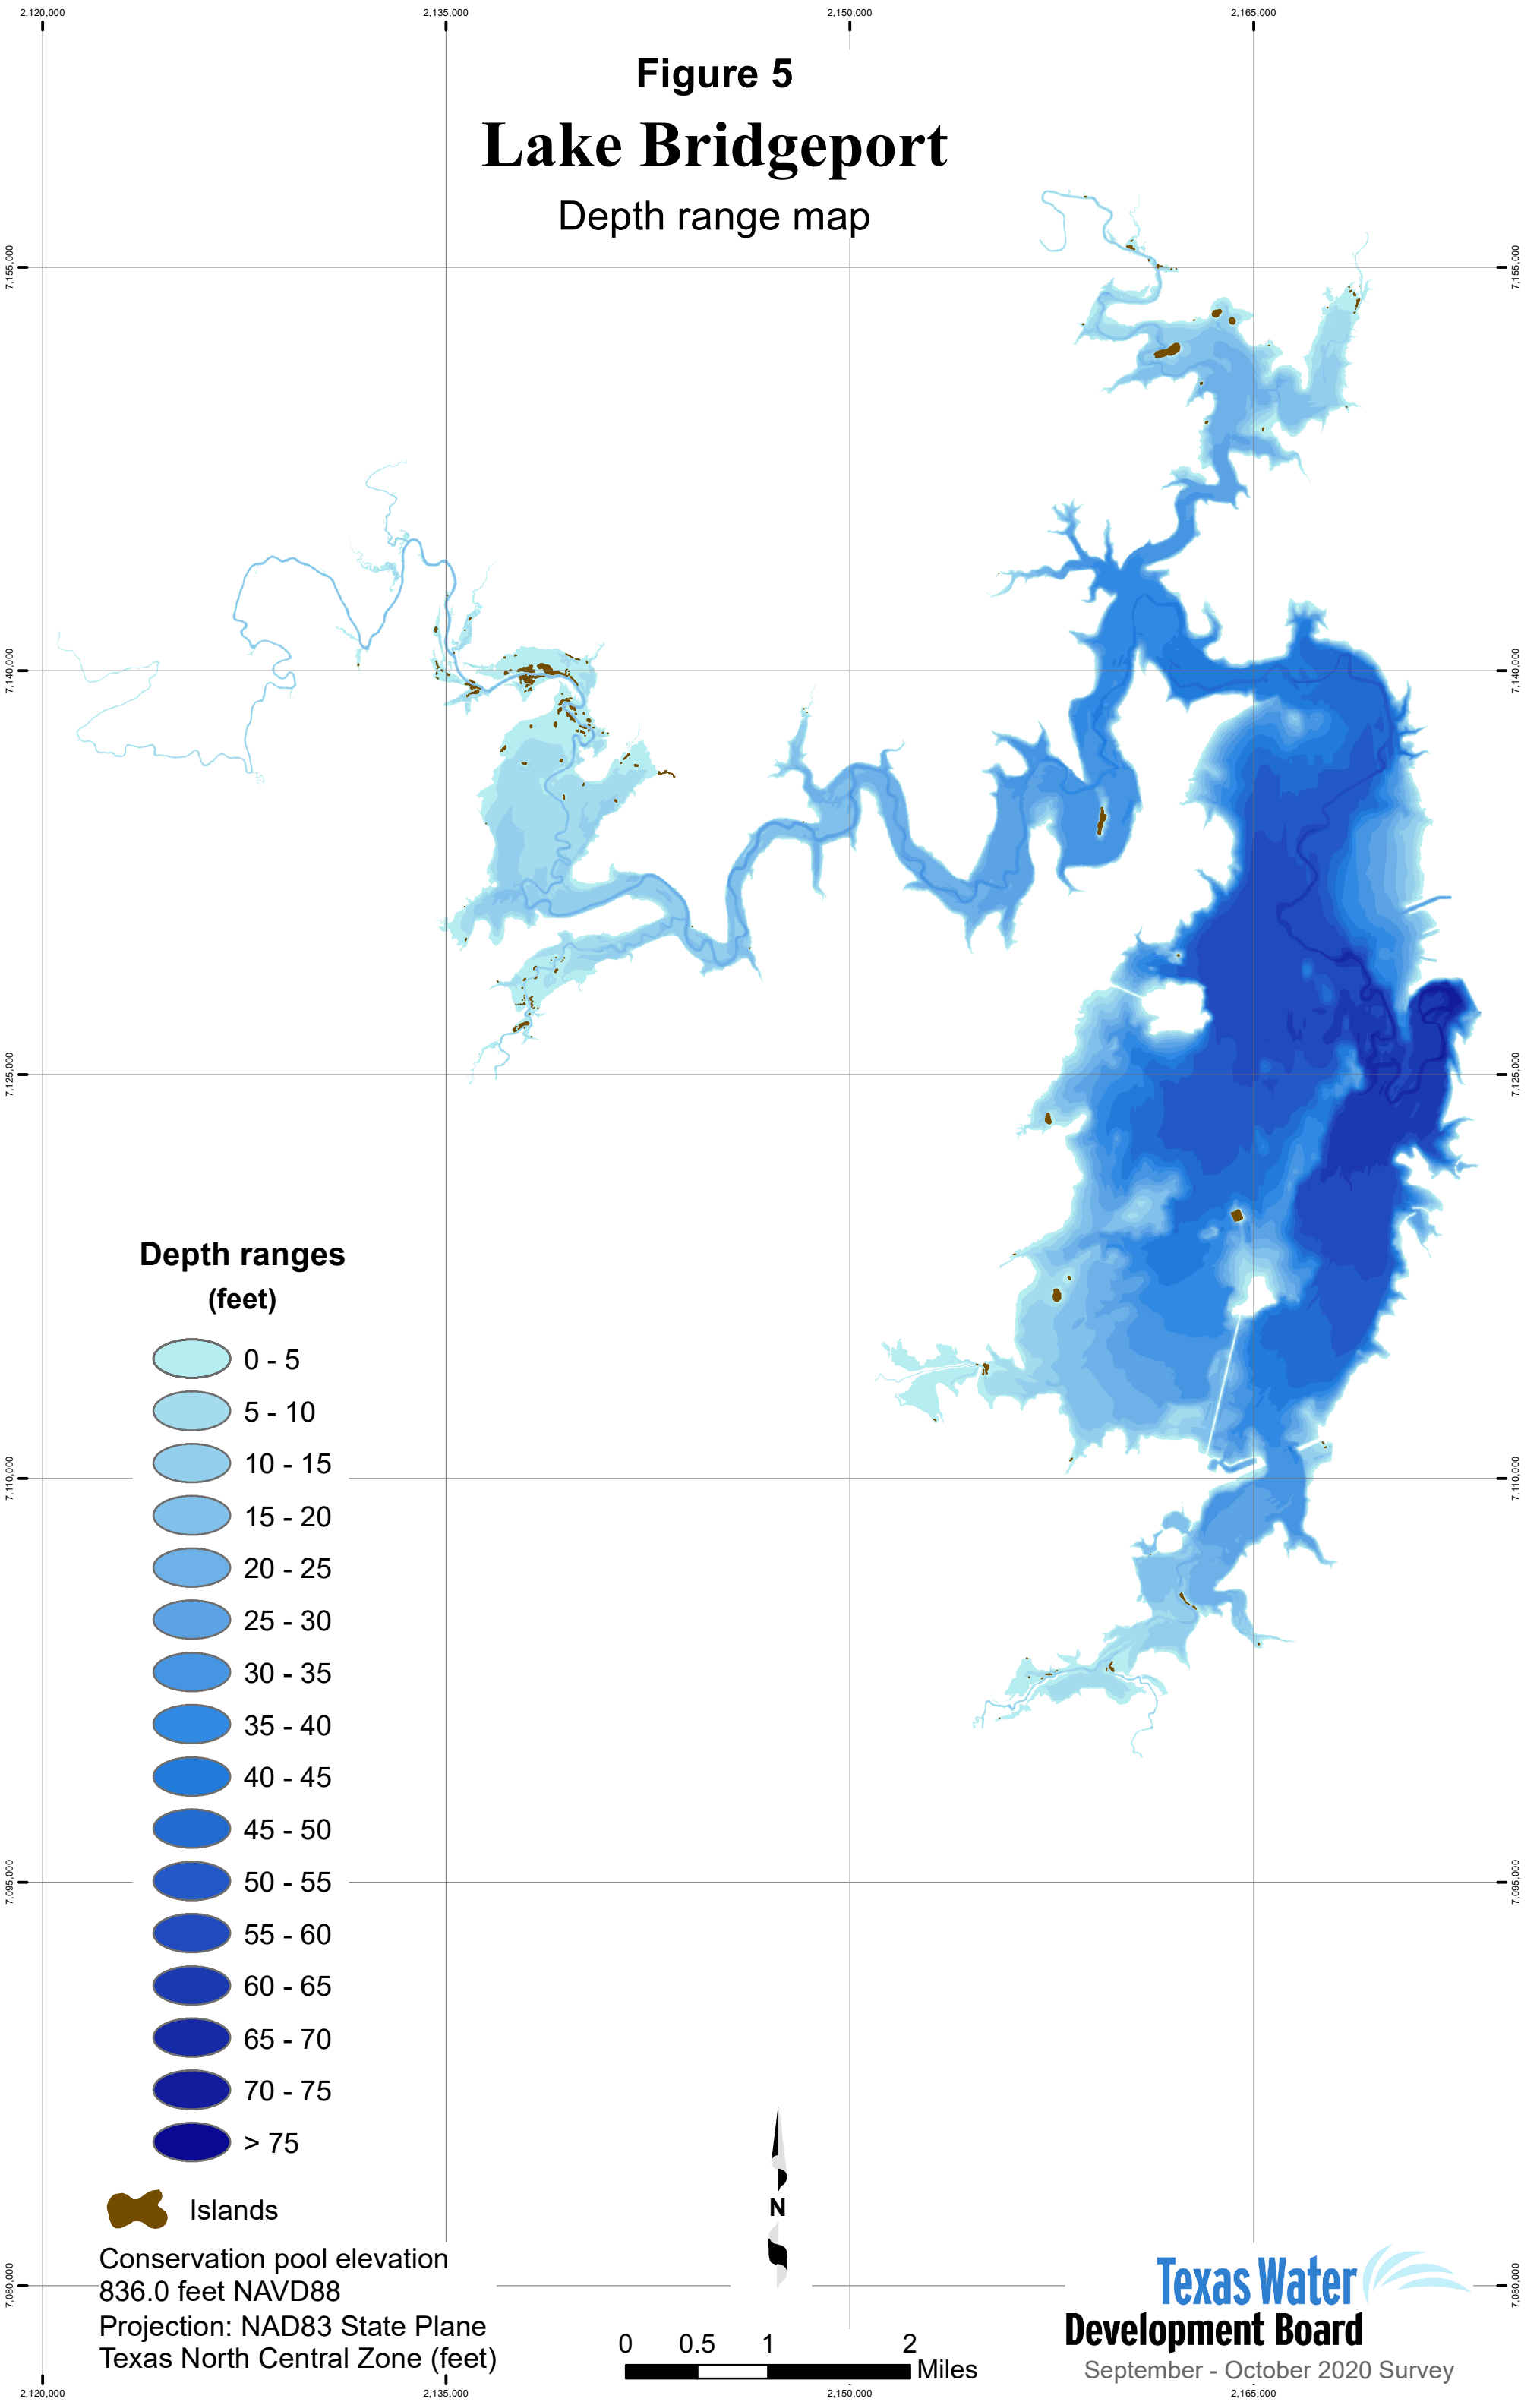 2,120,000
2,135,000
2,150,000
2,165,000
Figure 5
Lake Bridgeport
Depth range map
7,155,000
7,155,000
7,140,000
7,140,000
7,125,000
7,125,000
Depth ranges
(feet)
0 - 5
5 - 10
10 - 15
15 - 20
20 - 25
25 - 30
30 - 35
35 - 40
40 - 45
45 - 50
50 - 55
55 - 60
60 - 65
65 - 70
70 - 75
> 75
Islands
7,110,000
7,110,000
7,095,000
7,095,000
N
Conservation pool elevation
836.0 feet NAVD88
Projection: NAD83 State Plane
Texas North Central Zone (feet)
7,080,000
7,080,000
0 0.5 1 2
Miles
Texas Water
Development Board
September - October 2020 Survey
2,120,000
2,135,000
2,150,000
2,165,000